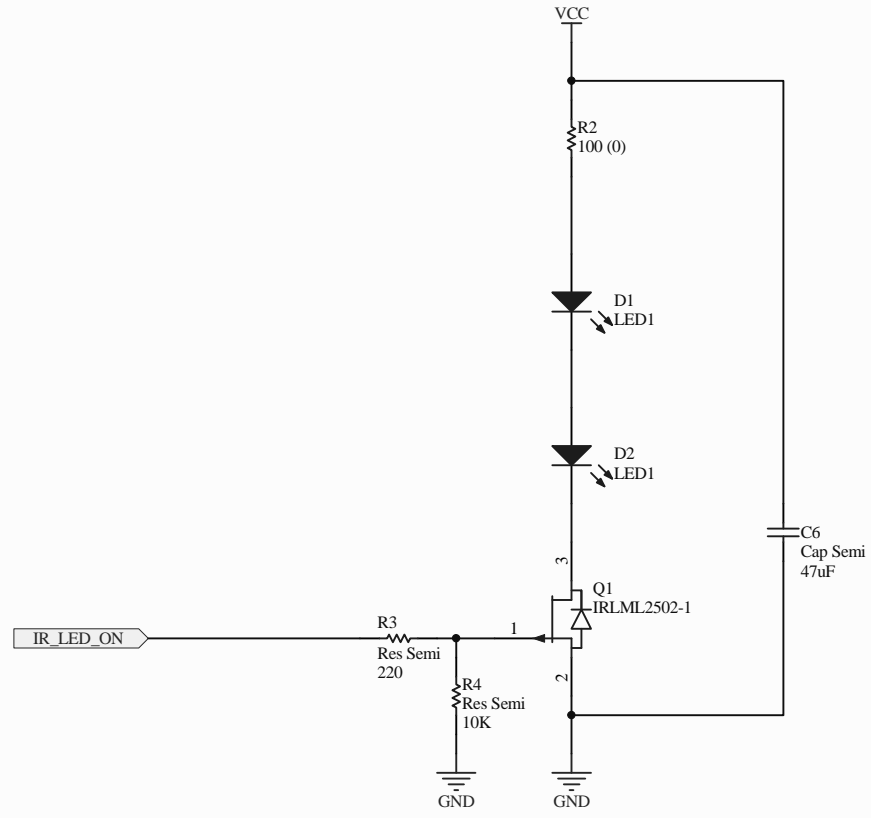 VCC
R2
100 (0)
D1
LED1
D2
LED1
C6
Cap Semi
47uF
3
Q1
IRLML2502-1
1
2
IR_LED_ON
R3
Res Semi
220
R4
Res Semi
10K
GND
GND